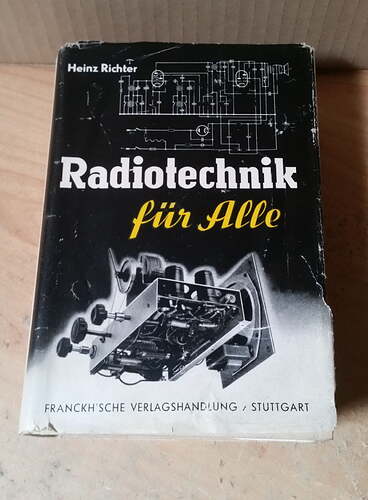 Heinz Richter
Radiotechnik
für Alle
FRANCKH'SCHE VERLAGSHANDLUNG / STUTTGART